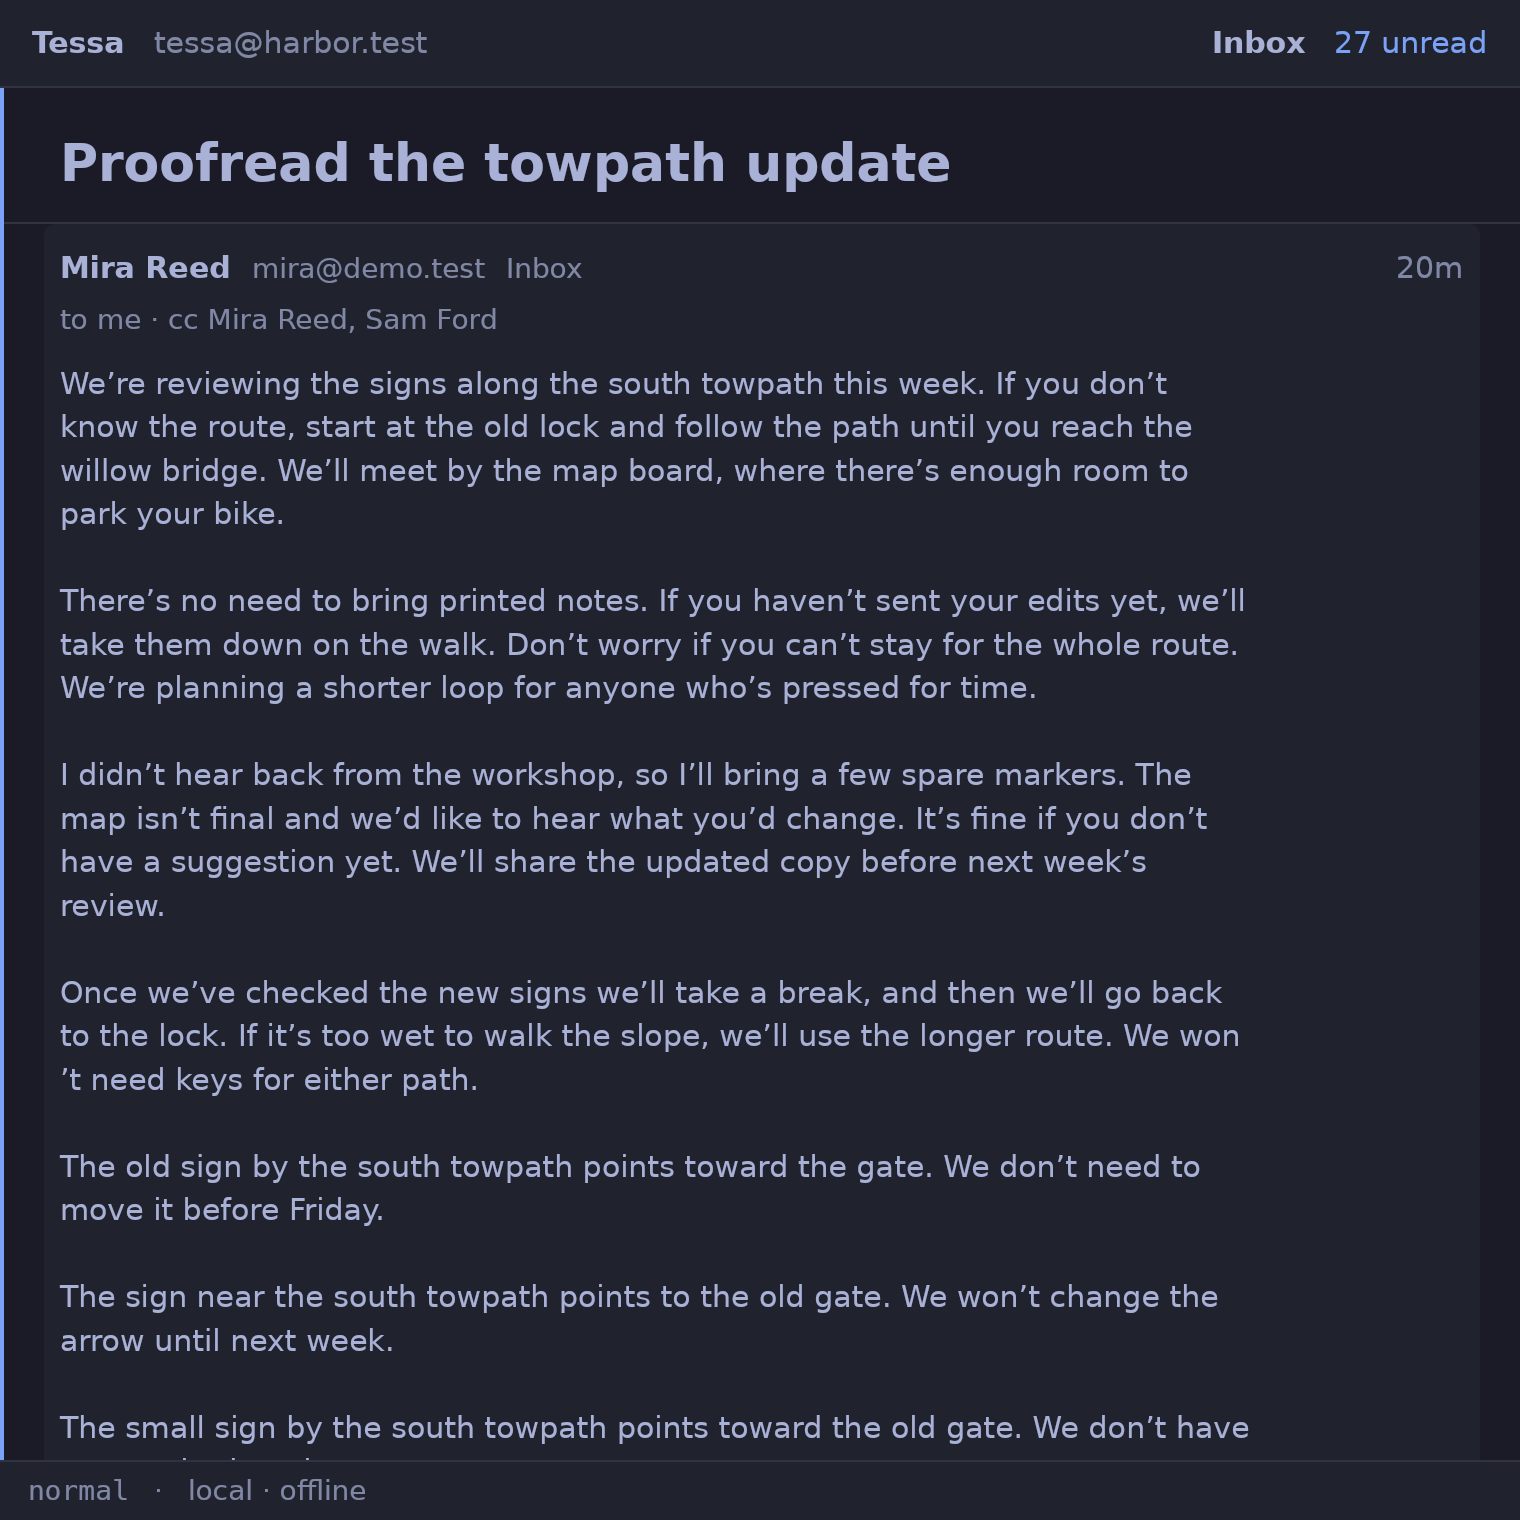 Tessa tessa@harbor.test Inbox 27 unread
Proofread the towpath update
Mira Reed mira@demo.test Inbox 20m
to me · cc Mira Reed, Sam Ford
We’re reviewing the signs along the south towpath this week. If you don’t
know the route, start at the old lock and follow the path until you reach the
willow bridge. We’ll meet by the map board, where there’s enough room to
park your bike.
There’s no need to bring printed notes. If you haven’t sent your edits yet, we’ll
take them down on the walk. Don’t worry if you can’t stay for the whole route.
We’re planning a shorter loop for anyone who’s pressed for time.
I didn’t hear back from the workshop, so I’ll bring a few spare markers. The
map isn’t final and we’d like to hear what you’d change. It’s fine if you don’t
have a suggestion yet. We’ll share the updated copy before next week’s
review.
Once we’ve checked the new signs we’ll take a break, and then we’ll go back
to the lock. If it’s too wet to walk the slope, we’ll use the longer route. We won
’t need keys for either path.
The old sign by the south towpath points toward the gate. We don’t need to
move it before Friday.
The sign near the south towpath points to the old gate. We won’t change the
arrow until next week.
The small sign by the south towpath points toward the old gate. We don’t have
normal · local · offline